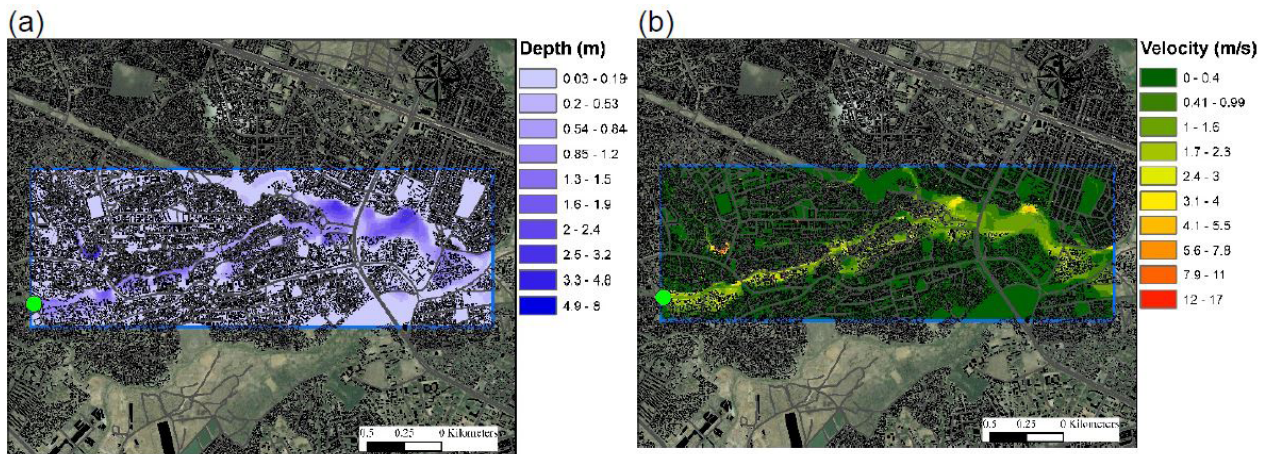 (a)
Depth (m)
0.03 - 0.19
0.2 - 0.53
0.54 - 0.84
0.85 - 1.2
1.3 - 1.5
1.6 - 1.9
2 - 2.4
2.5 - 3.2
3.3 - 4.8
4.9 - 8
0.5 0.25 0 Kilometers
(b)
Velocity (m/s)
0 - 0.4
0.41 - 0.99
1 - 1.6
1.7 - 2.3
2.4 - 3
3.1 - 4
4.1 - 5.5
5.6 - 7.8
7.9 - 11
12 - 17
0.5 0.25 0 Kilometers